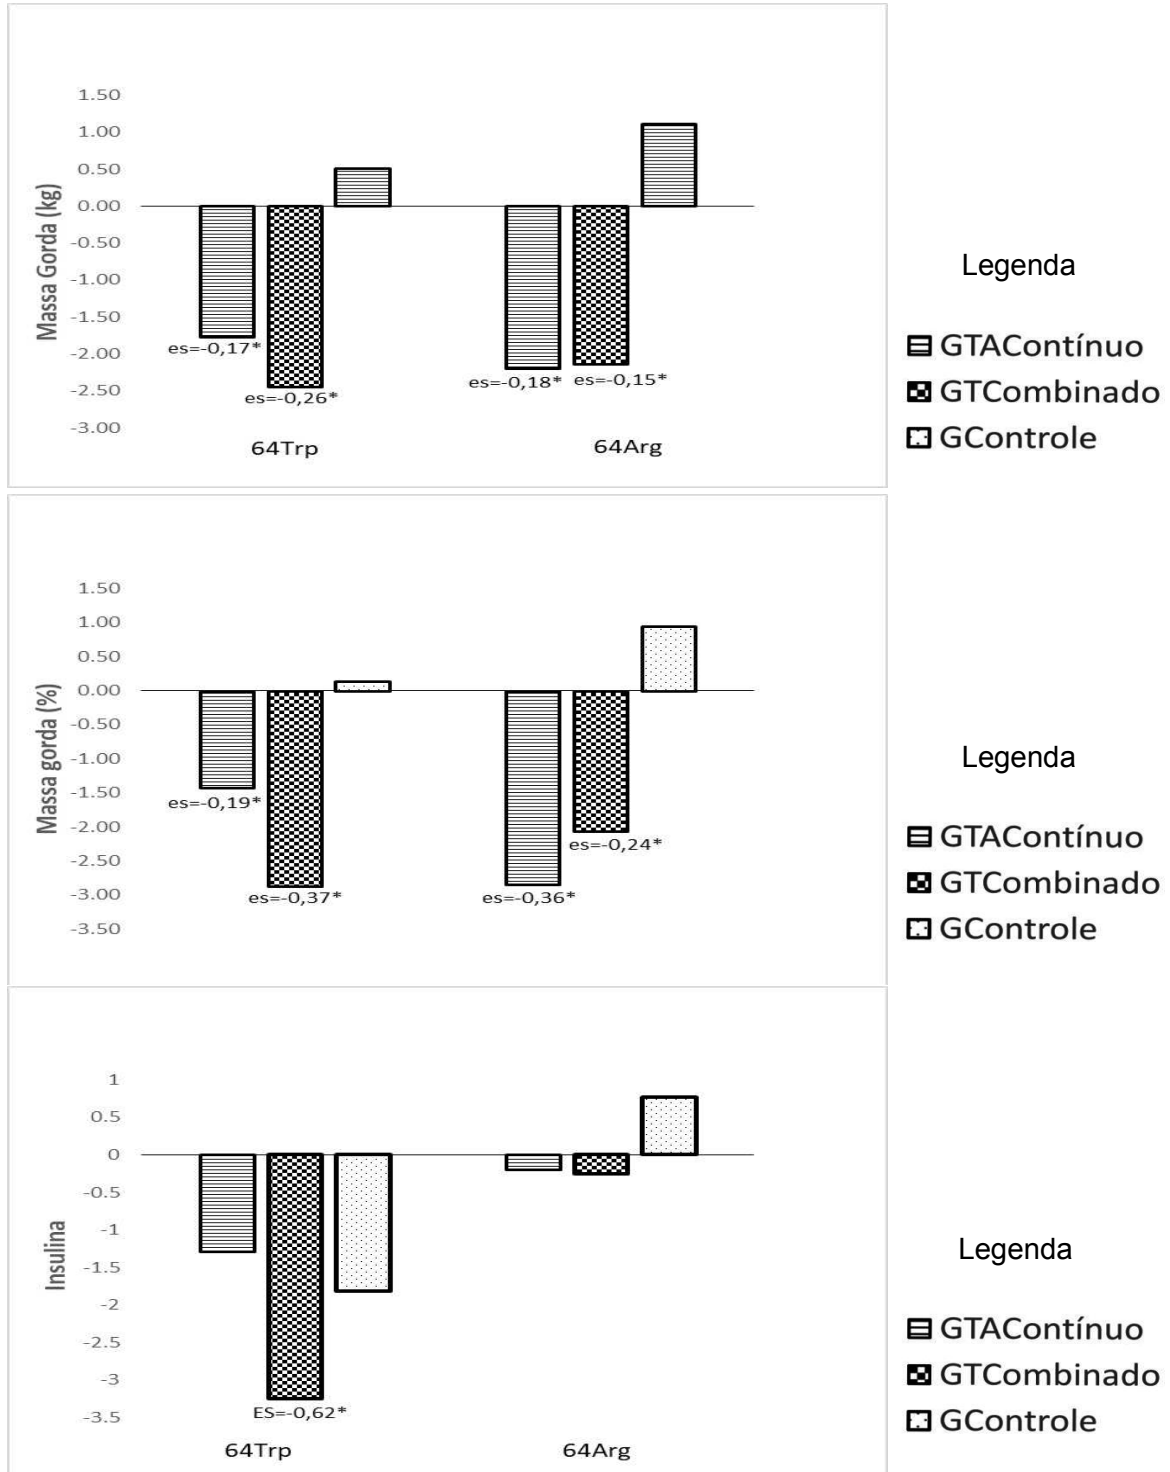 1.50
1.00
0.50
0.00
-0.50
-1.00
-1.50
-2.00
-2.50
-3.00
Massa Gorda (kg)
es=-0,17*
es=-0,26*
es=-0,18*
es=-0,15*
64Trp
64Arg
Legenda
GTAContínuo
GTCombinado
GControle
1.50
1.00
0.50
0.00
-0.50
-1.00
-1.50
-2.00
-2.50
-3.00
-3.50
Massa gorda (%)
es=-0,19*
es=-0,37*
es=-0,36*
es=-0,24*
Legenda
GTAContínuo
GTCombinado
GControle
1
0.5
0
-0.5
-1
-1.5
-2
-2.5
-3
-3.5
Insulina
ES=-0,62*
64Trp
64Arg
Legenda
GTAContínuo
GTCombinado
GControle